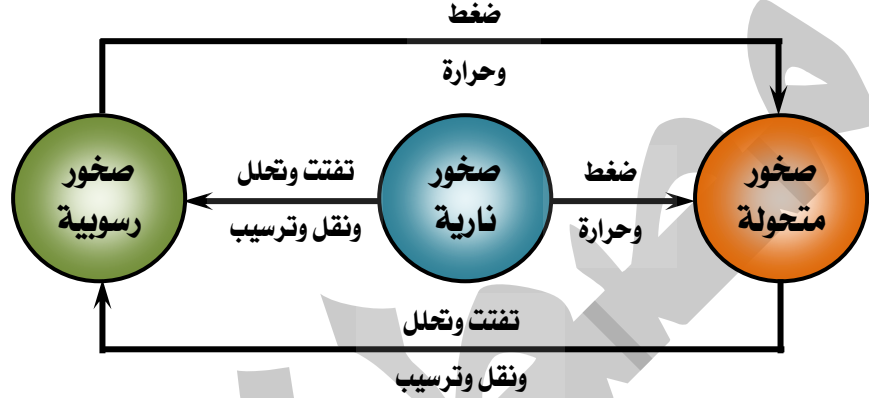 ضغط
وحرارة
صخور
متحولة
ضغط
وحرارة
صخور
نارية
تفتت وتحلل
ونقل وترسيب
صخور
رسوبية
تفتت وتحلل
ونقل وترسيب